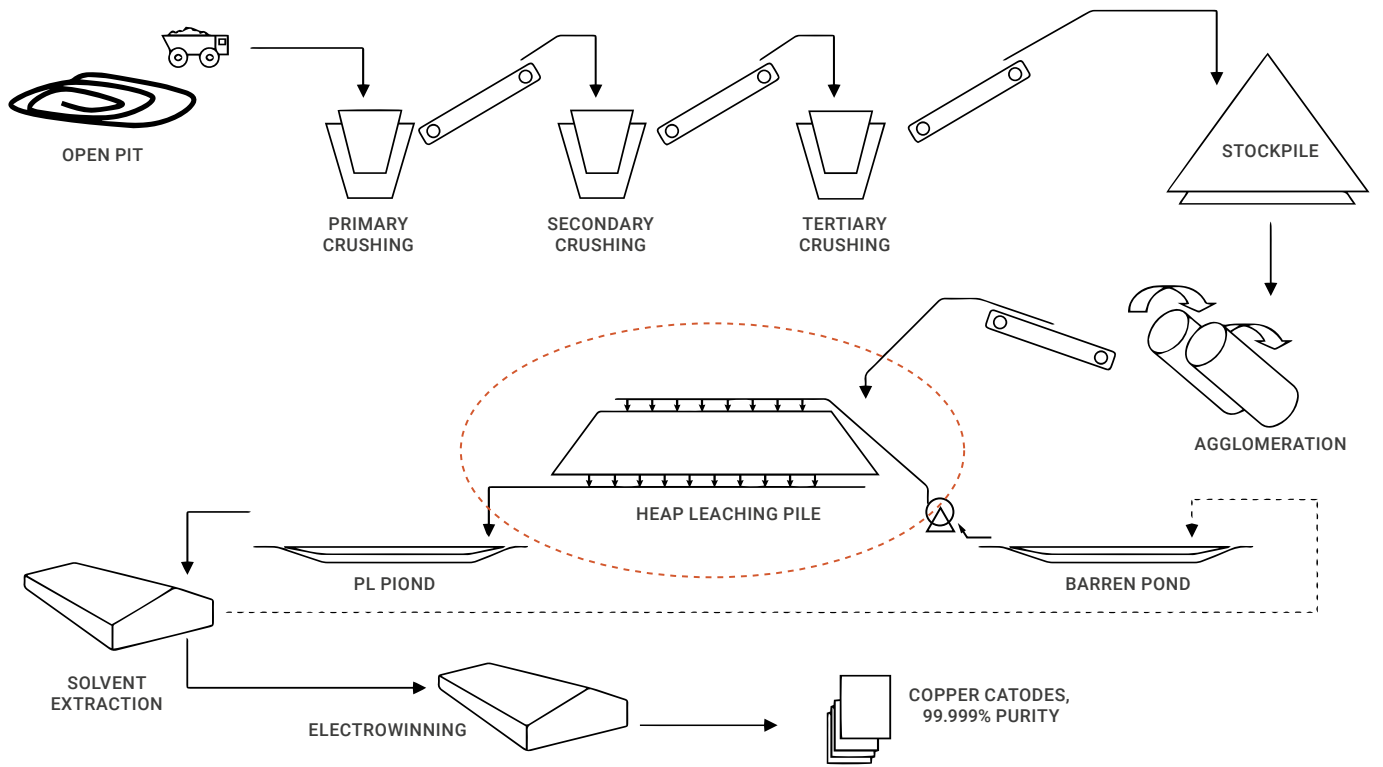 OPEN PIT
PRIMARY
CRUSHING
SECONDARY
CRUSHING
TERTIARY
CRUSHING
STOCKPILE
AGGLOMERATION
HEAP LEACHING PILE
PL PIOND
BARREN POND
SOLVENT
EXTRACTION
ELECTROWINNING
COPPER CATODES,
99.999% PURITY